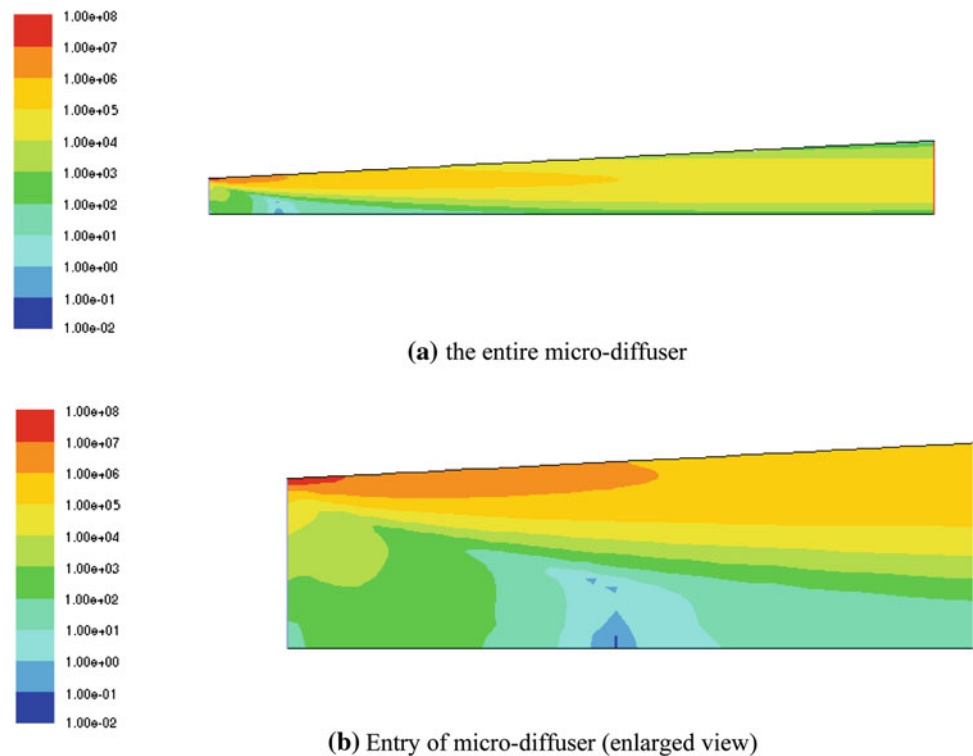 1.00e+08
1.00e+07
1.00e+06
1.00e+05
1.00e+04
1.00e+03
1.00e+02
1.00e+01
1.00e+00
1.00e-01
1.00e-02
(a) the entire micro-diffuser
1.00e+08
1.00e+07
1.00e+06
1.00e+05
1.00e+04
1.00e+03
1.00e+02
1.00e+01
1.00e+00
1.00e-01
1.00e-02
(b) Entry of micro-diffuser (enlarged view)